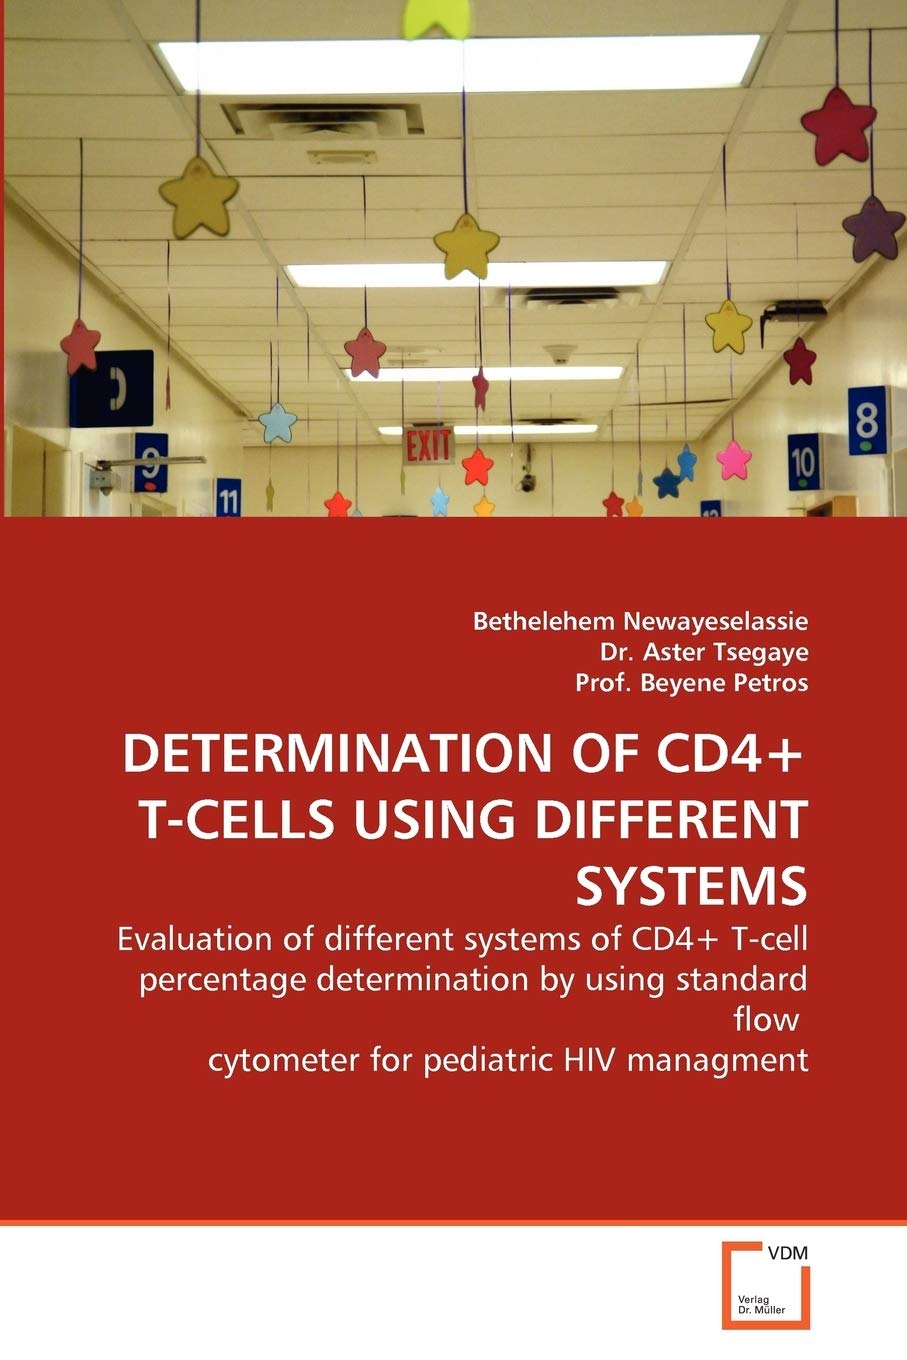 EXIT
8
9
10
11
Bethelehem Newayeselassie
Dr. Aster Tsegaye
Prof. Beyene Petros
DETERMINATION OF CD4+
T-CELLS USING DIFFERENT
SYSTEMS
Evaluation of different systems of CD4+ T-cell
percentage determination by using standard
flow
cytometer for pediatric HIV managment
VDM
Verlag
Dr. Müller